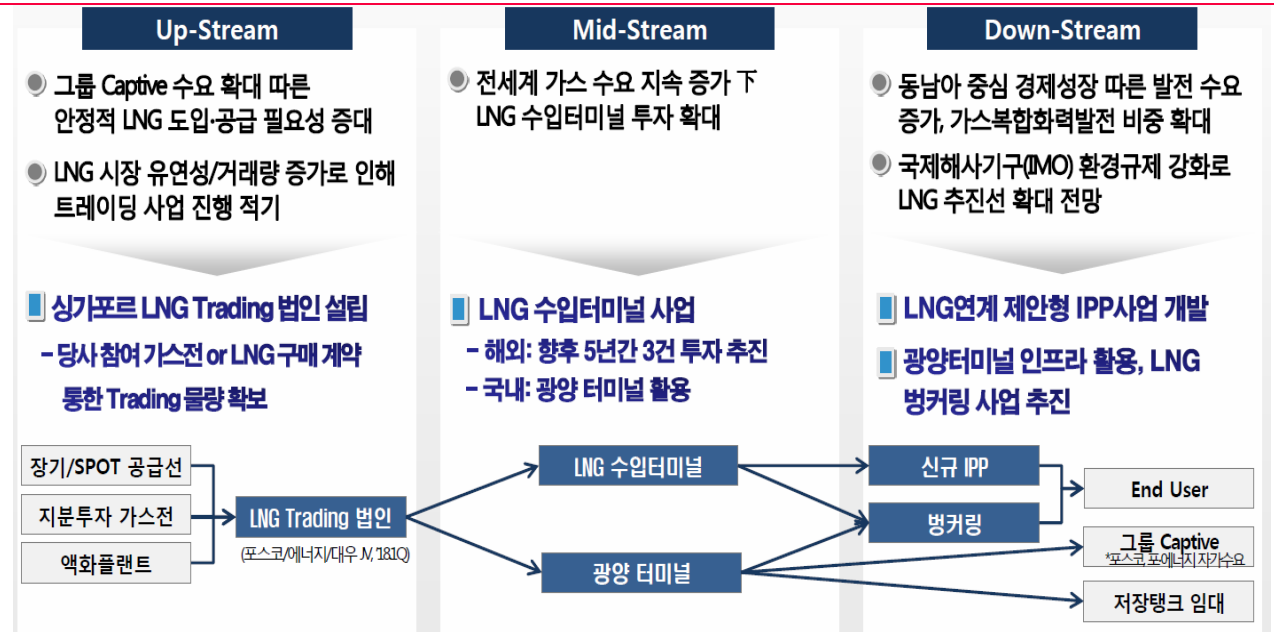 Up-Stream
그룹 Captive 수요 확대 따른
안정적 LNG 도입·공급 필요성 증대
LNG 시장 유연성/거래량 증가로 인해
트레이딩 사업 진행 적기
싱가포르 LNG Trading 법인 설립
– 당사 참여 가스전 or LNG 구매 계약
통한 Trading 물량 확보
Mid-Stream
전세계 가스 수요 지속 증가 下
LNG 수입터미널 투자 확대
LNG 수입터미널 사업
– 해외: 향후 5년간 3건 투자 추진
– 국내: 광양 터미널 활용
Down-Stream
동남아 중심 경제성장 따른 발전 수요
증가, 가스복합화력발전 비중 확대
국제해사기구(IMO) 환경규제 강화로
LNG 추진선 확대 전망
LNG연계 제안형 IPP사업 개발
광양터미널 인프라 활용, LNG
벙커링 사업 추진
장기/SPOT 공급선
지분투자 가스전
액화플랜트
LNG Trading 법인
(포스코/에너지/대우 JV, '18.1Q)
LNG 수입터미널
광양 터미널
신규 IPP
벙커링
End User
그룹 Captive
*포스코, 포에너지 자가수요
저장탱크 임대